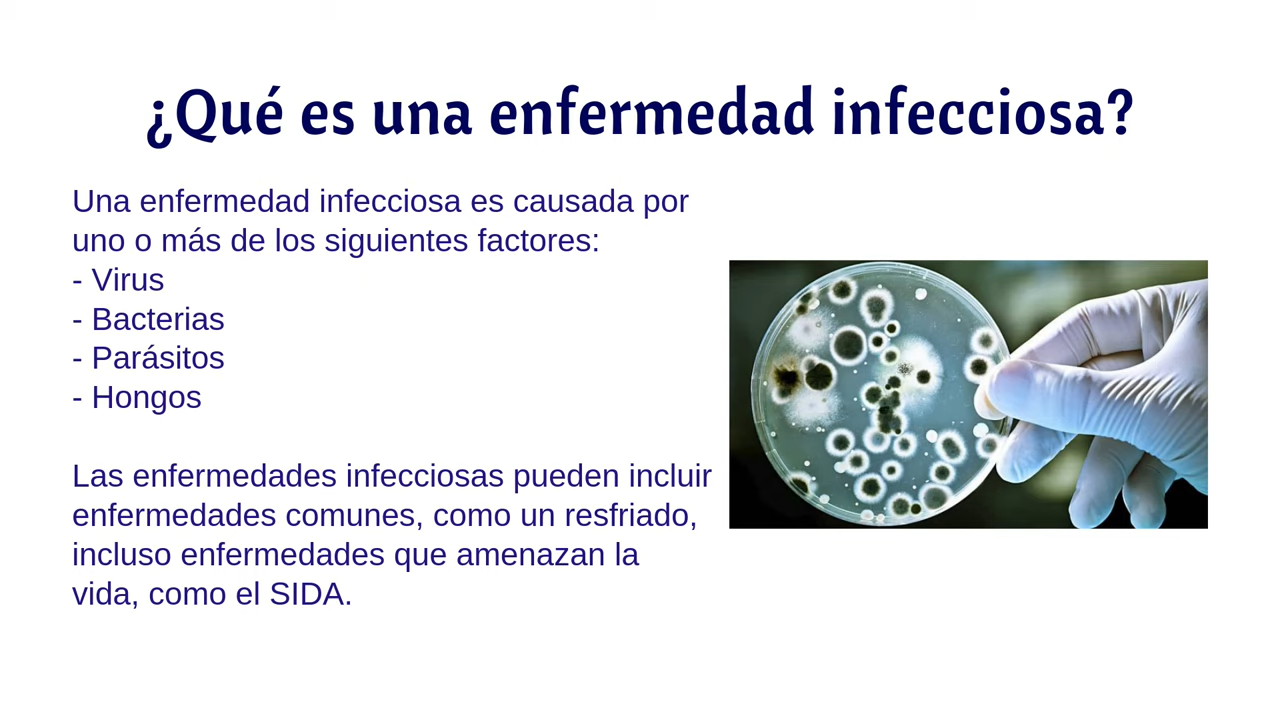 ¿Qué es una enfermedad infecciosa?
Una enfermedad infecciosa es causada por
uno o más de los siguientes factores:
- Virus
- Bacterias
- Parásitos
- Hongos
Las enfermedades infecciosas pueden incluir
enfermedades comunes, como un resfriado,
incluso enfermedades que amenazan la
vida, como el SIDA.